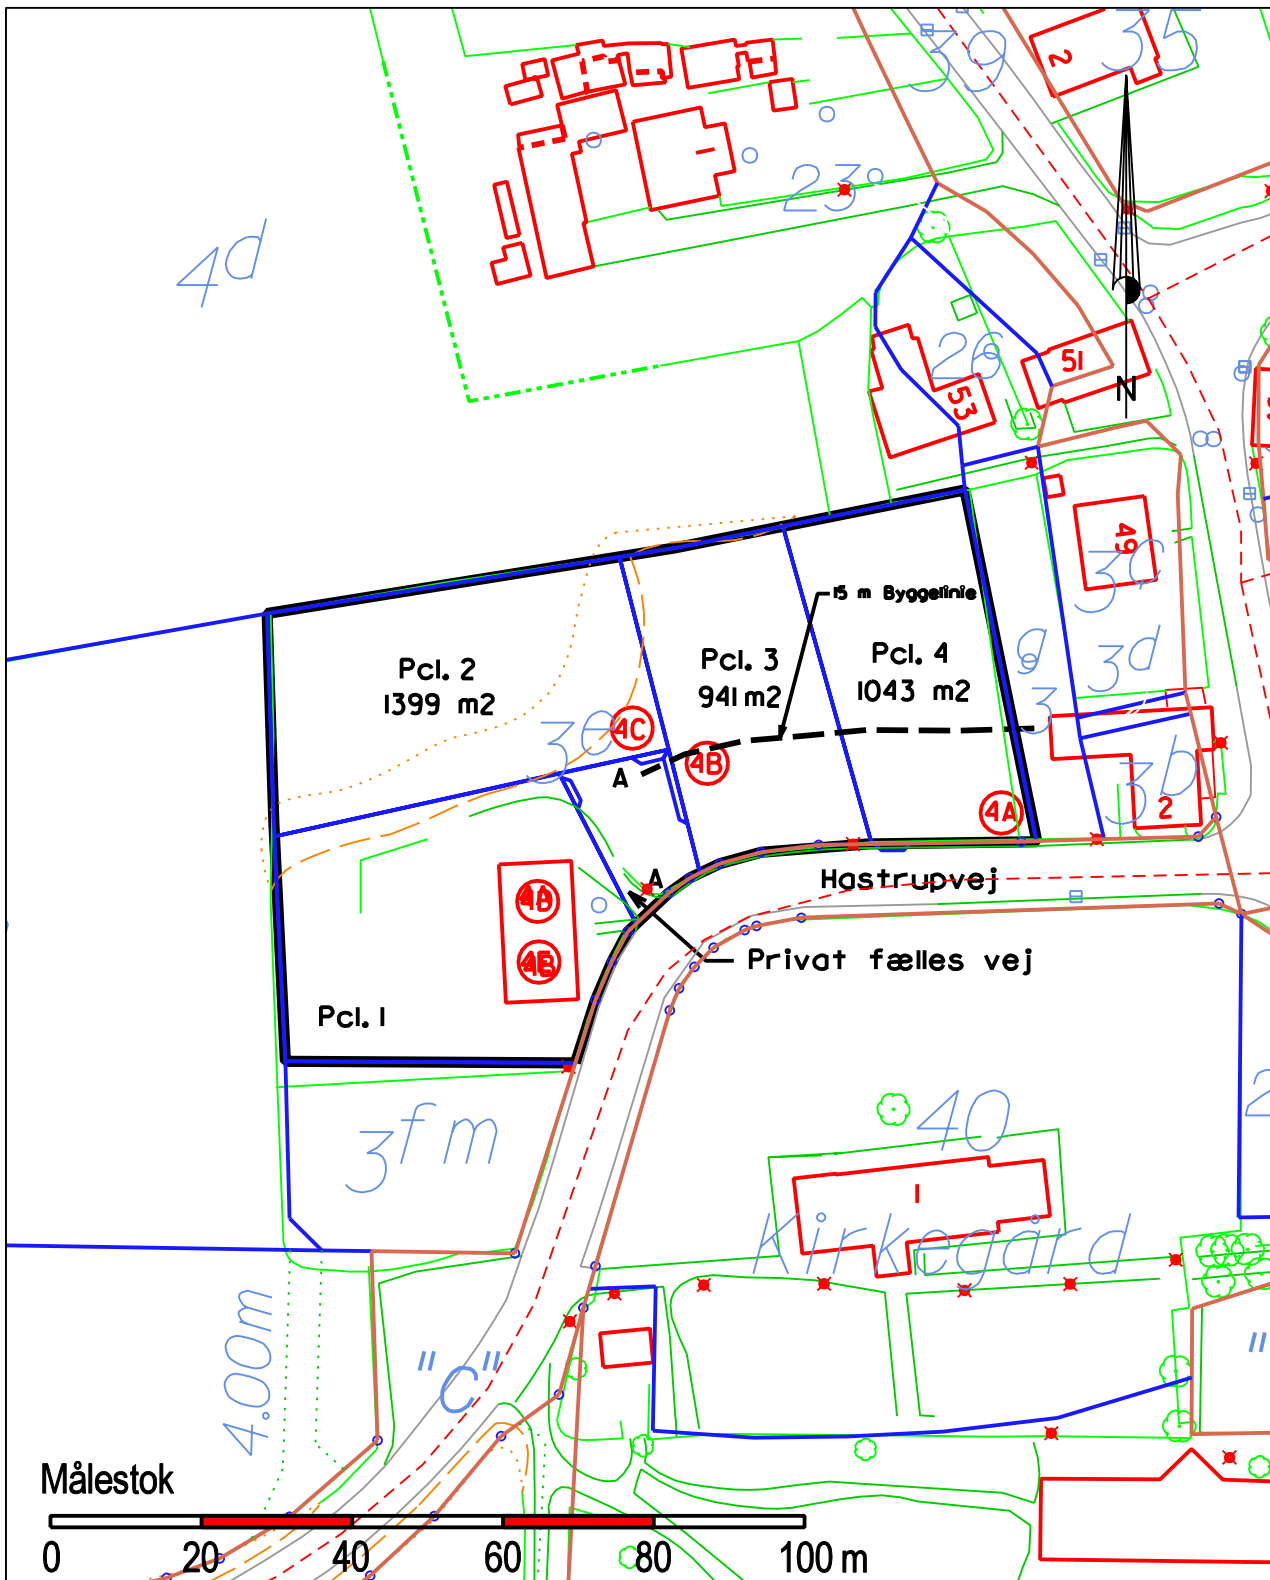 39
35
2
23
4d
26
51
53
N
49
3c
15 m Byggelinie
Pcl. 2
1399 m2
Pcl. 3
941 m2
Pcl. 4
1043 m2
g
3
3d
3e
4C
4B
A
3b
2
4A
A
Hastrupvej
Privat fælles vej
Pcl. 1
3fm
40
1
Kirkegård
4.00m
"C"
Målestok
0 20 40 60 80 100 m